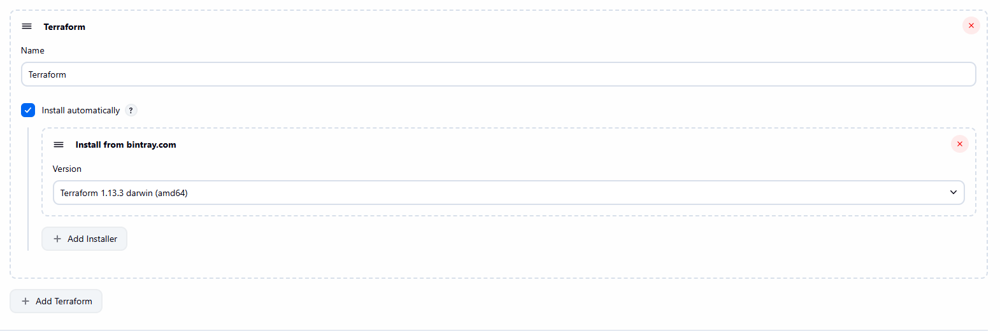 Terraform
Name
Terraform
Install automatically ?
Install from bintray.com
Version
Terraform 1.13.3 darwin (amd64)
Add Installer
Add Terraform